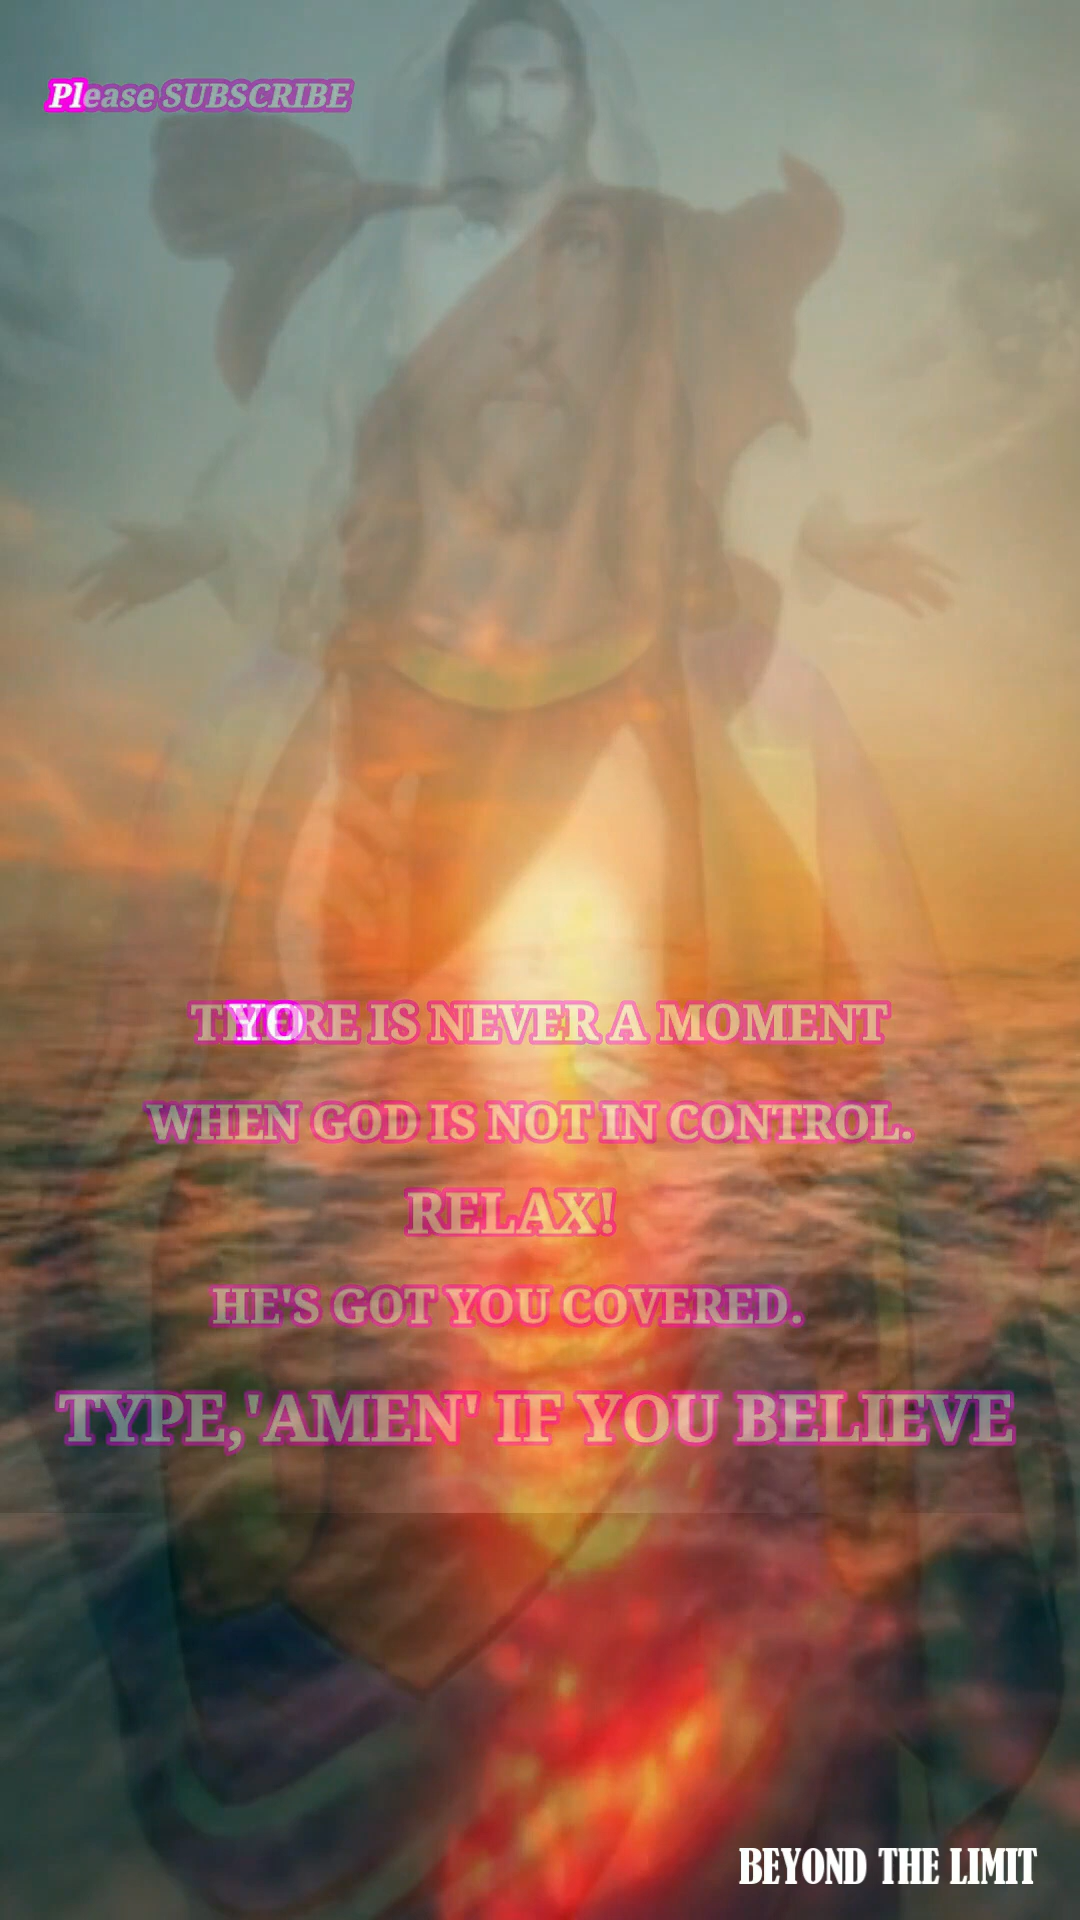 Please SUBSCRIBE
THERE IS NEVER A MOMENT
YO
WHEN GOD IS NOT IN CONTROL.
RELAX!
HE'S GOT YOU COVERED.
TYPE,'AMEN' IF YOU BELIEVE
BEYOND THE LIMIT